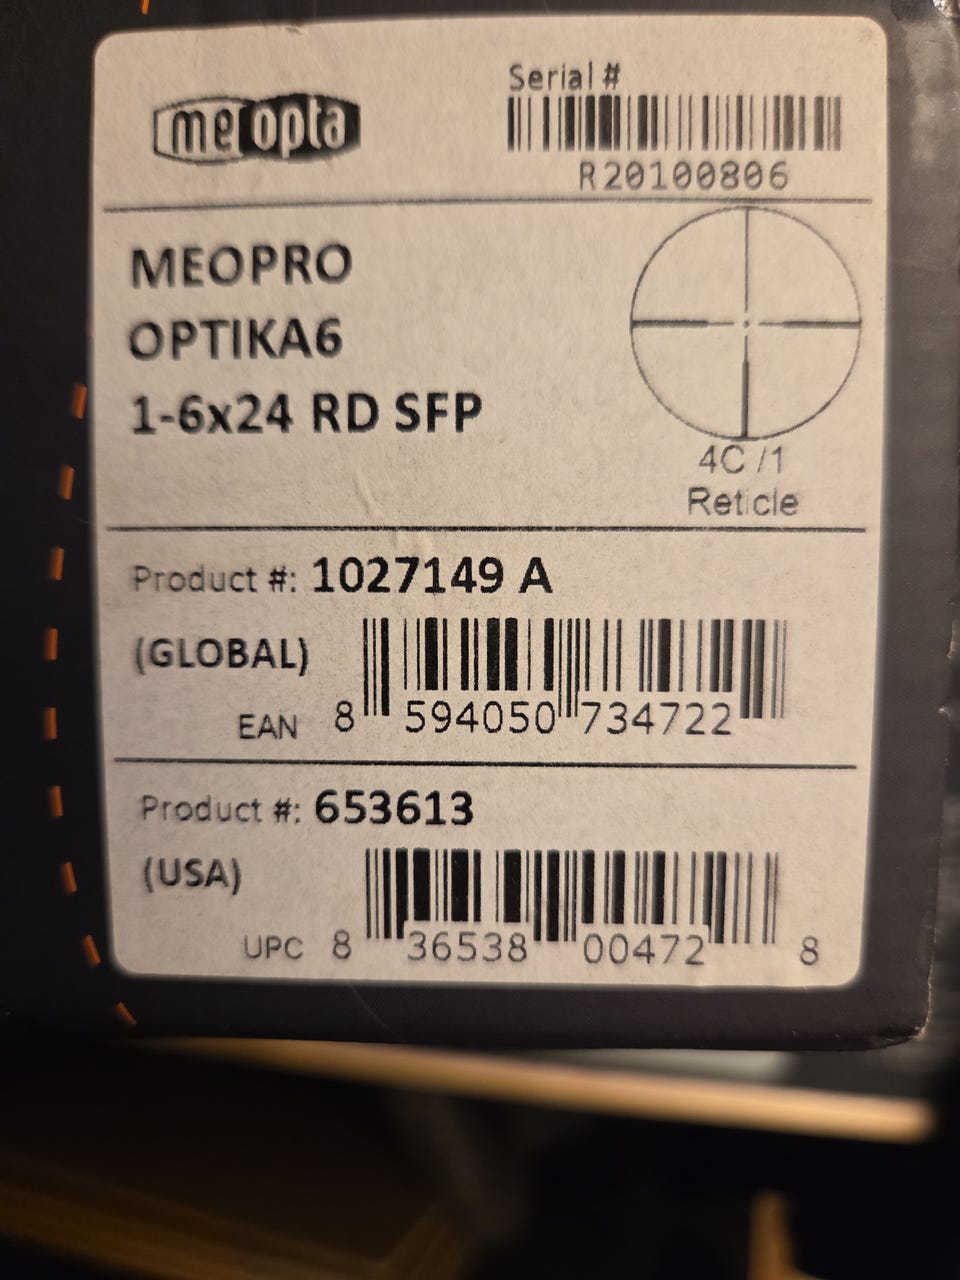 meopta
Serial #
R20100806
MEOPRO
OPTIKA6
1-6x24 RD SFP
4C /1
Reticle
Product #: 1027149 A
(GLOBAL)
EAN 8 594050 734722
Product #: 653613
(USA)
UPC 8 36538 00472 8